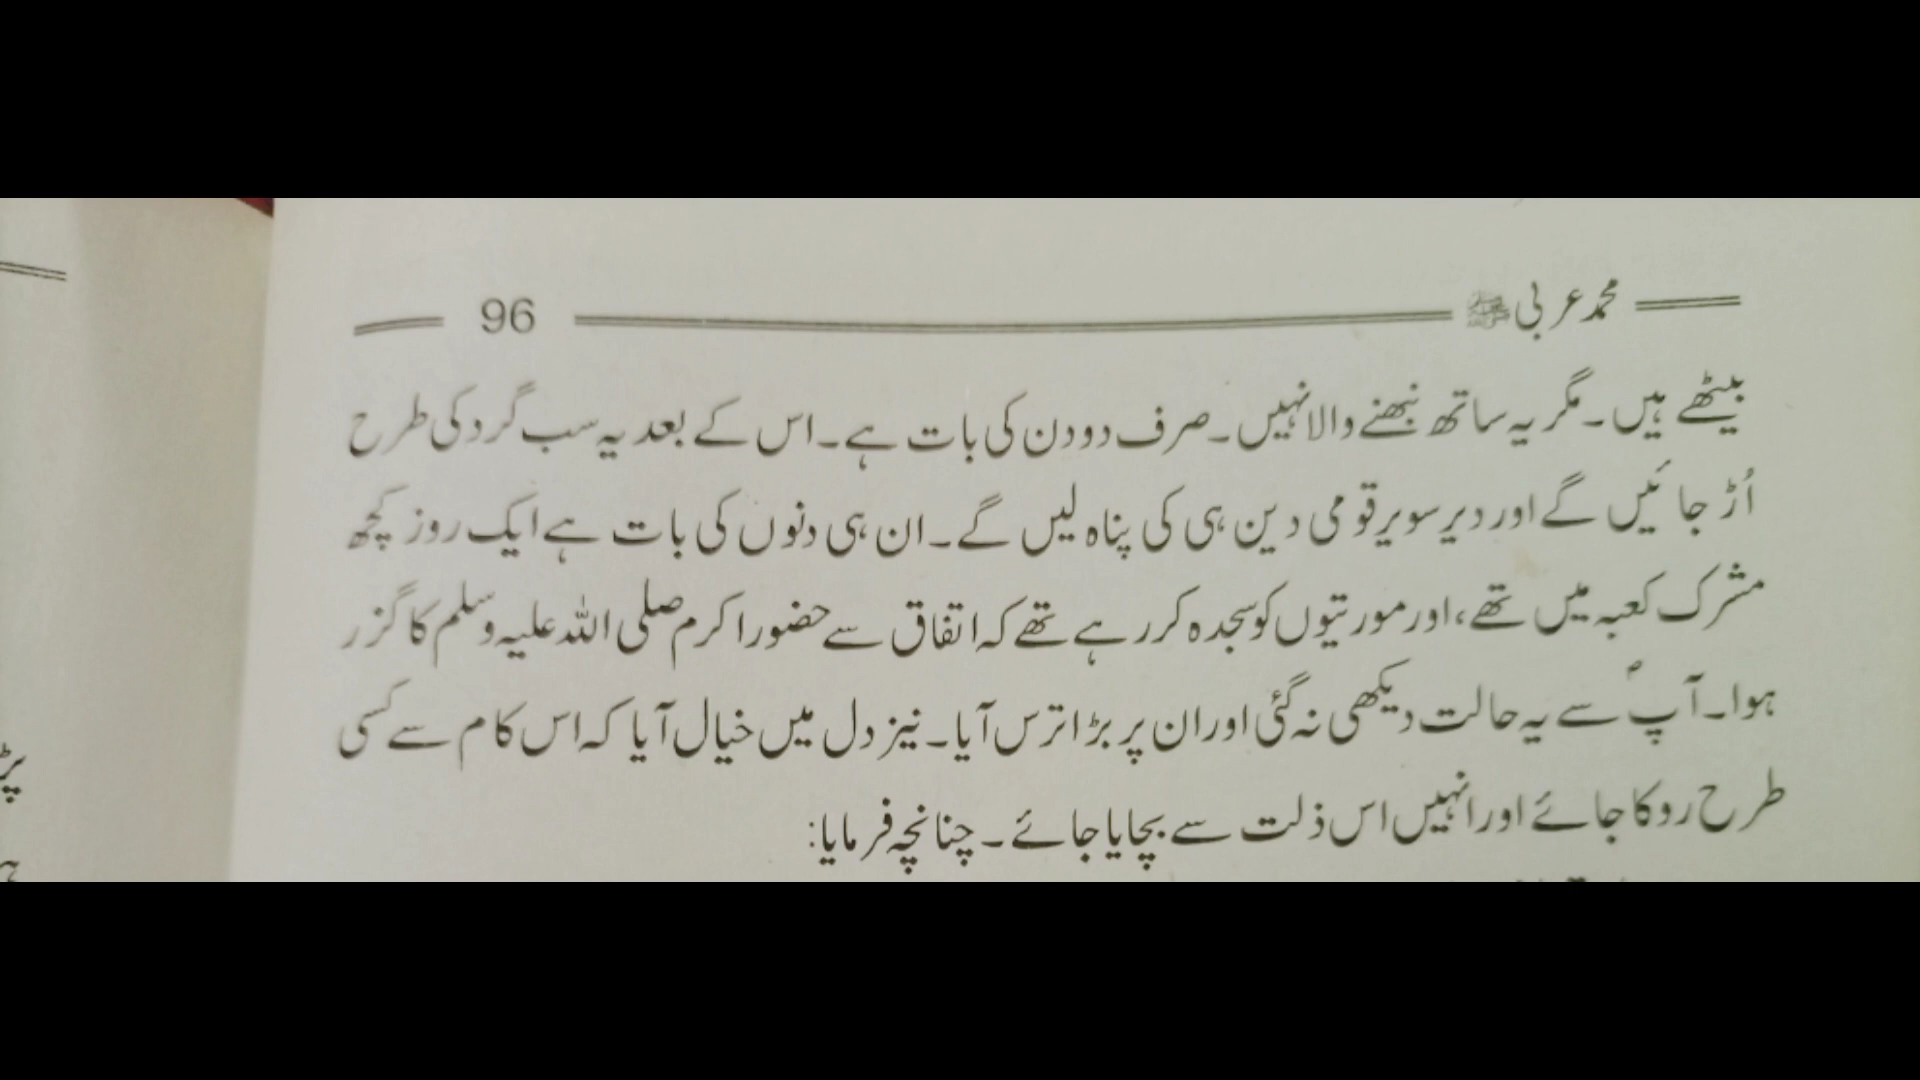 محمد عربی ﷺ 96
بیٹھے ہیں۔ مگر یہ ساتھ نبھنے والا نہیں۔ صرف دو دن کی بات ہے۔ اس کے بعد یہ سب گرد کی طرح
اُڑ جائیں گے اور دیر سویر قومی دین ہی کی پناہ لیں گے۔ ان ہی دنوں کی بات ہے ایک روز کچھ
مشرک کعبہ میں تھے، اور مورتیوں کو سجدہ کر رہے تھے کہ اتفاق سے حضور اکرم صلی اللہ علیہ وسلم کا گزر
ہوا۔ آپؐ سے یہ حالت دیکھی نہ گئی اور ان پر بڑا ترس آیا۔ نیز دل میں خیال آیا کہ اس کام سے کسی
طرح روکا جائے اور انہیں اس ذلت سے بچایا جائے۔ چنانچہ فرمایا: